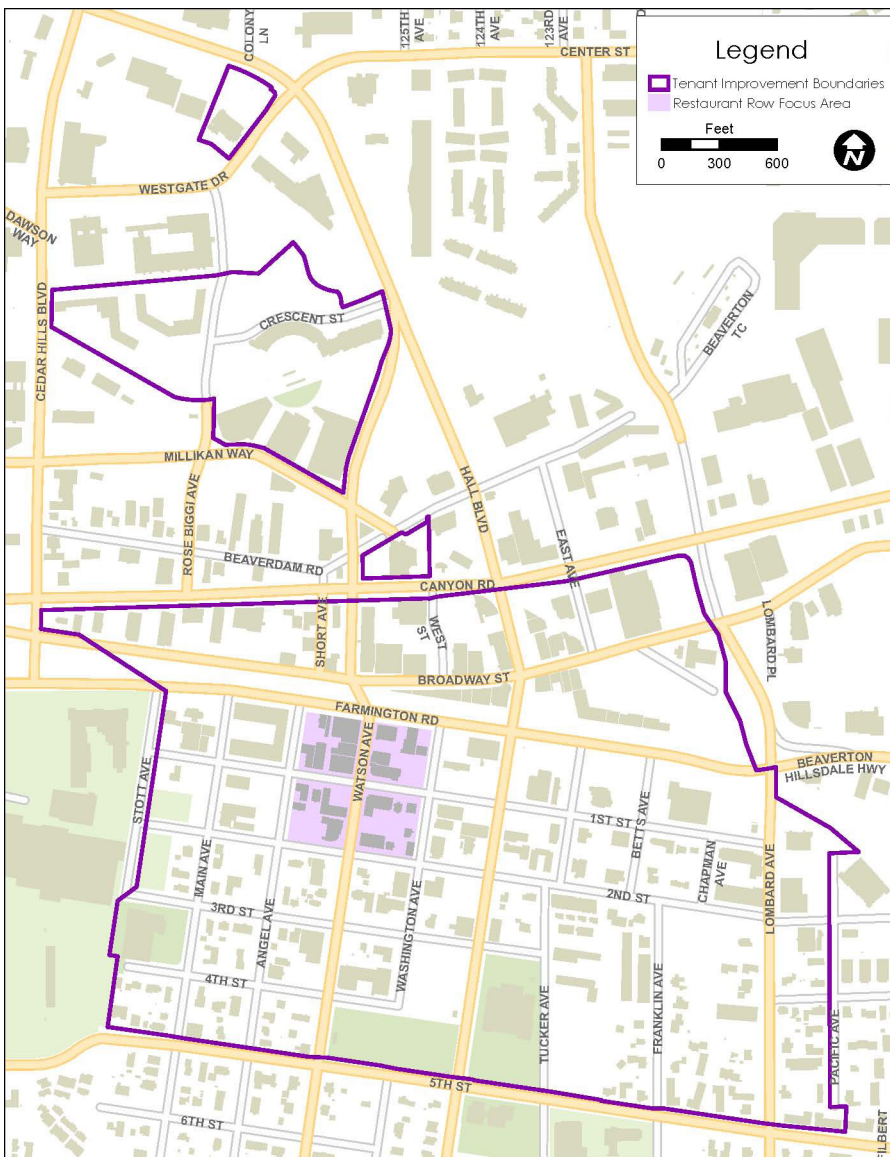 COLONY
LN
125TH
AVE
124TH
AVE
123RD
AVE
D
CENTER ST
Legend
Tenant Improvement Boundaries
Restaurant Row Focus Area
Feet
0 300 600
N
WESTGATE DR
DAWSON
WAY
CEDAR HILLS BLVD
CRESCENT ST
BEAVERTON
TC
MILLIKAN WAY
ROSE BIGGI AVE
HALL BLVD
BEAVERDAM RD
EAST AVE
CANYON RD
SHORT AVE
WEST
ST
LOMBARD PL
BROADWAY ST
FARMINGTON RD
WATSON AVE
BEAVERTON
HILLSDALE HWY
STOTT AVE
1ST ST
BETTS AVE
MAIN AVE
CHAPMAN
AVE
2ND ST
LOMBARD AVE
3RD ST
ANGEL AVE
WASHINGTON AVE
4TH ST
TUCKER AVE
FRANKLIN AVE
PACIFIC AVE
5TH ST
6TH ST
FILBERT